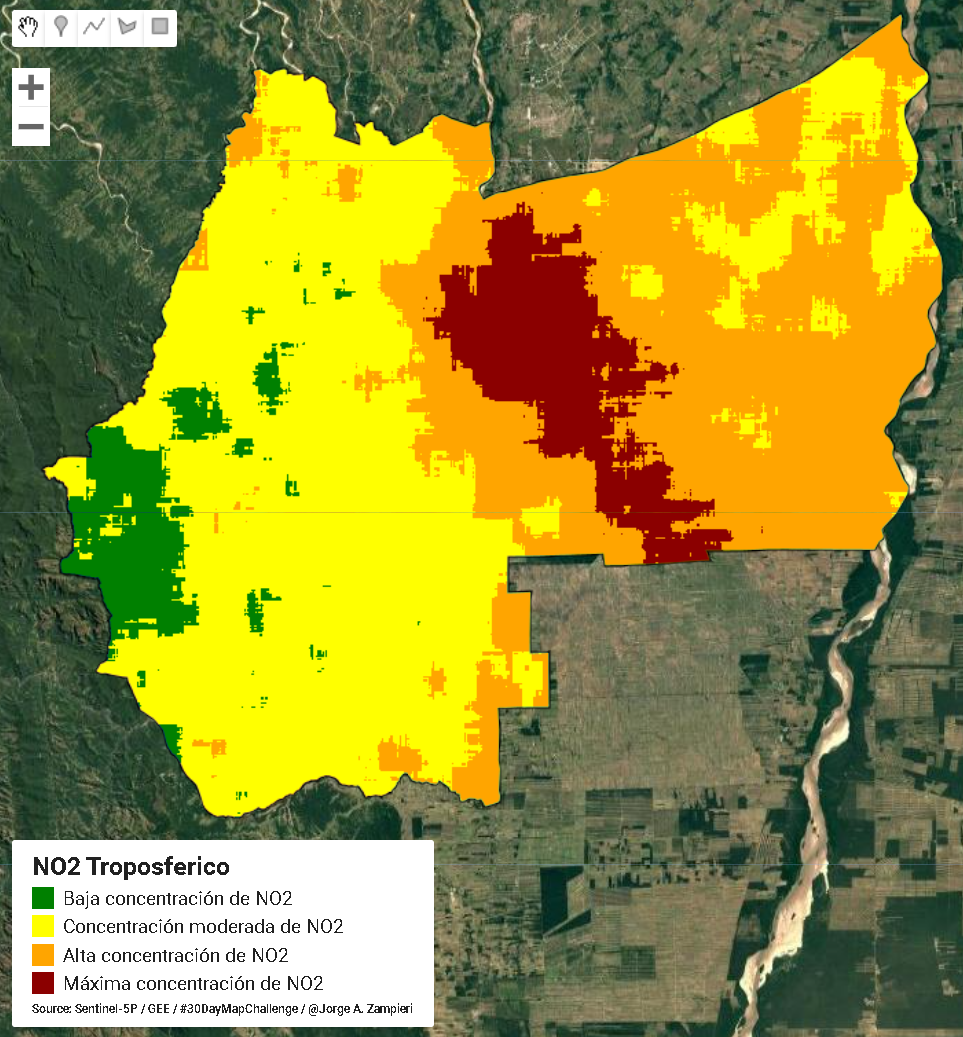 NO2 Troposferico
Baja concentración de NO2
Concentración moderada de NO2
Alta concentración de NO2
Máxima concentración de NO2
Source: Sentinel-5P / GEE / #30DayMapChallenge / @Jorge A. Zampieri